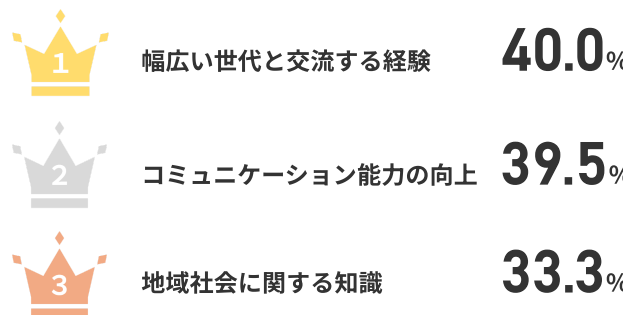 1 幅広い世代と交流する経験 40.0%
2 コミュニケーション能力の向上 39.5%
3 地域社会に関する知識 33.3%